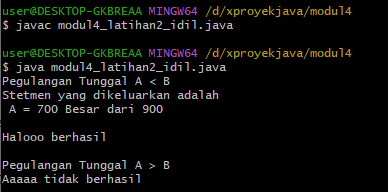 user@DESKTOP-GKBREAA MINGW64 /d/xproyekjava/modul4
$ javac modul4_latihan2_idil.java
user@DESKTOP-GKBREAA MINGW64 /d/xproyekjava/modul4
$ java modul4_latihan2_idil.java
Pegulangan Tunggal A < B
Stetmen yang dikeluarkan adalah
A = 700 Besar dari 900
Halooo berhasil
Pegulangan Tunggal A > B
Aaaaa tidak berhasil